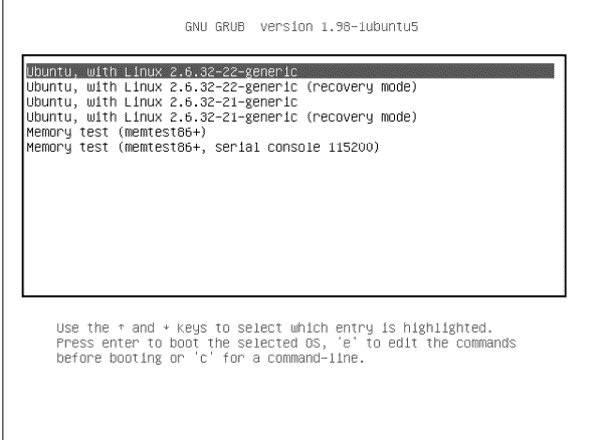 GNU GRUB  version 1.98-1ubuntu5
Ubuntu, with Linux 2.6.32-22-generic
Ubuntu, with Linux 2.6.32-22-generic (recovery mode)
Ubuntu, with Linux 2.6.32-21-generic
Ubuntu, with Linux 2.6.32-21-generic (recovery mode)
Memory test (memtest86+)
Memory test (memtest86+, serial console 115200)
Use the ↑ and ↓ keys to select which entry is highlighted.
Press enter to boot the selected OS, 'e' to edit the commands
before booting or 'c' for a command-line.